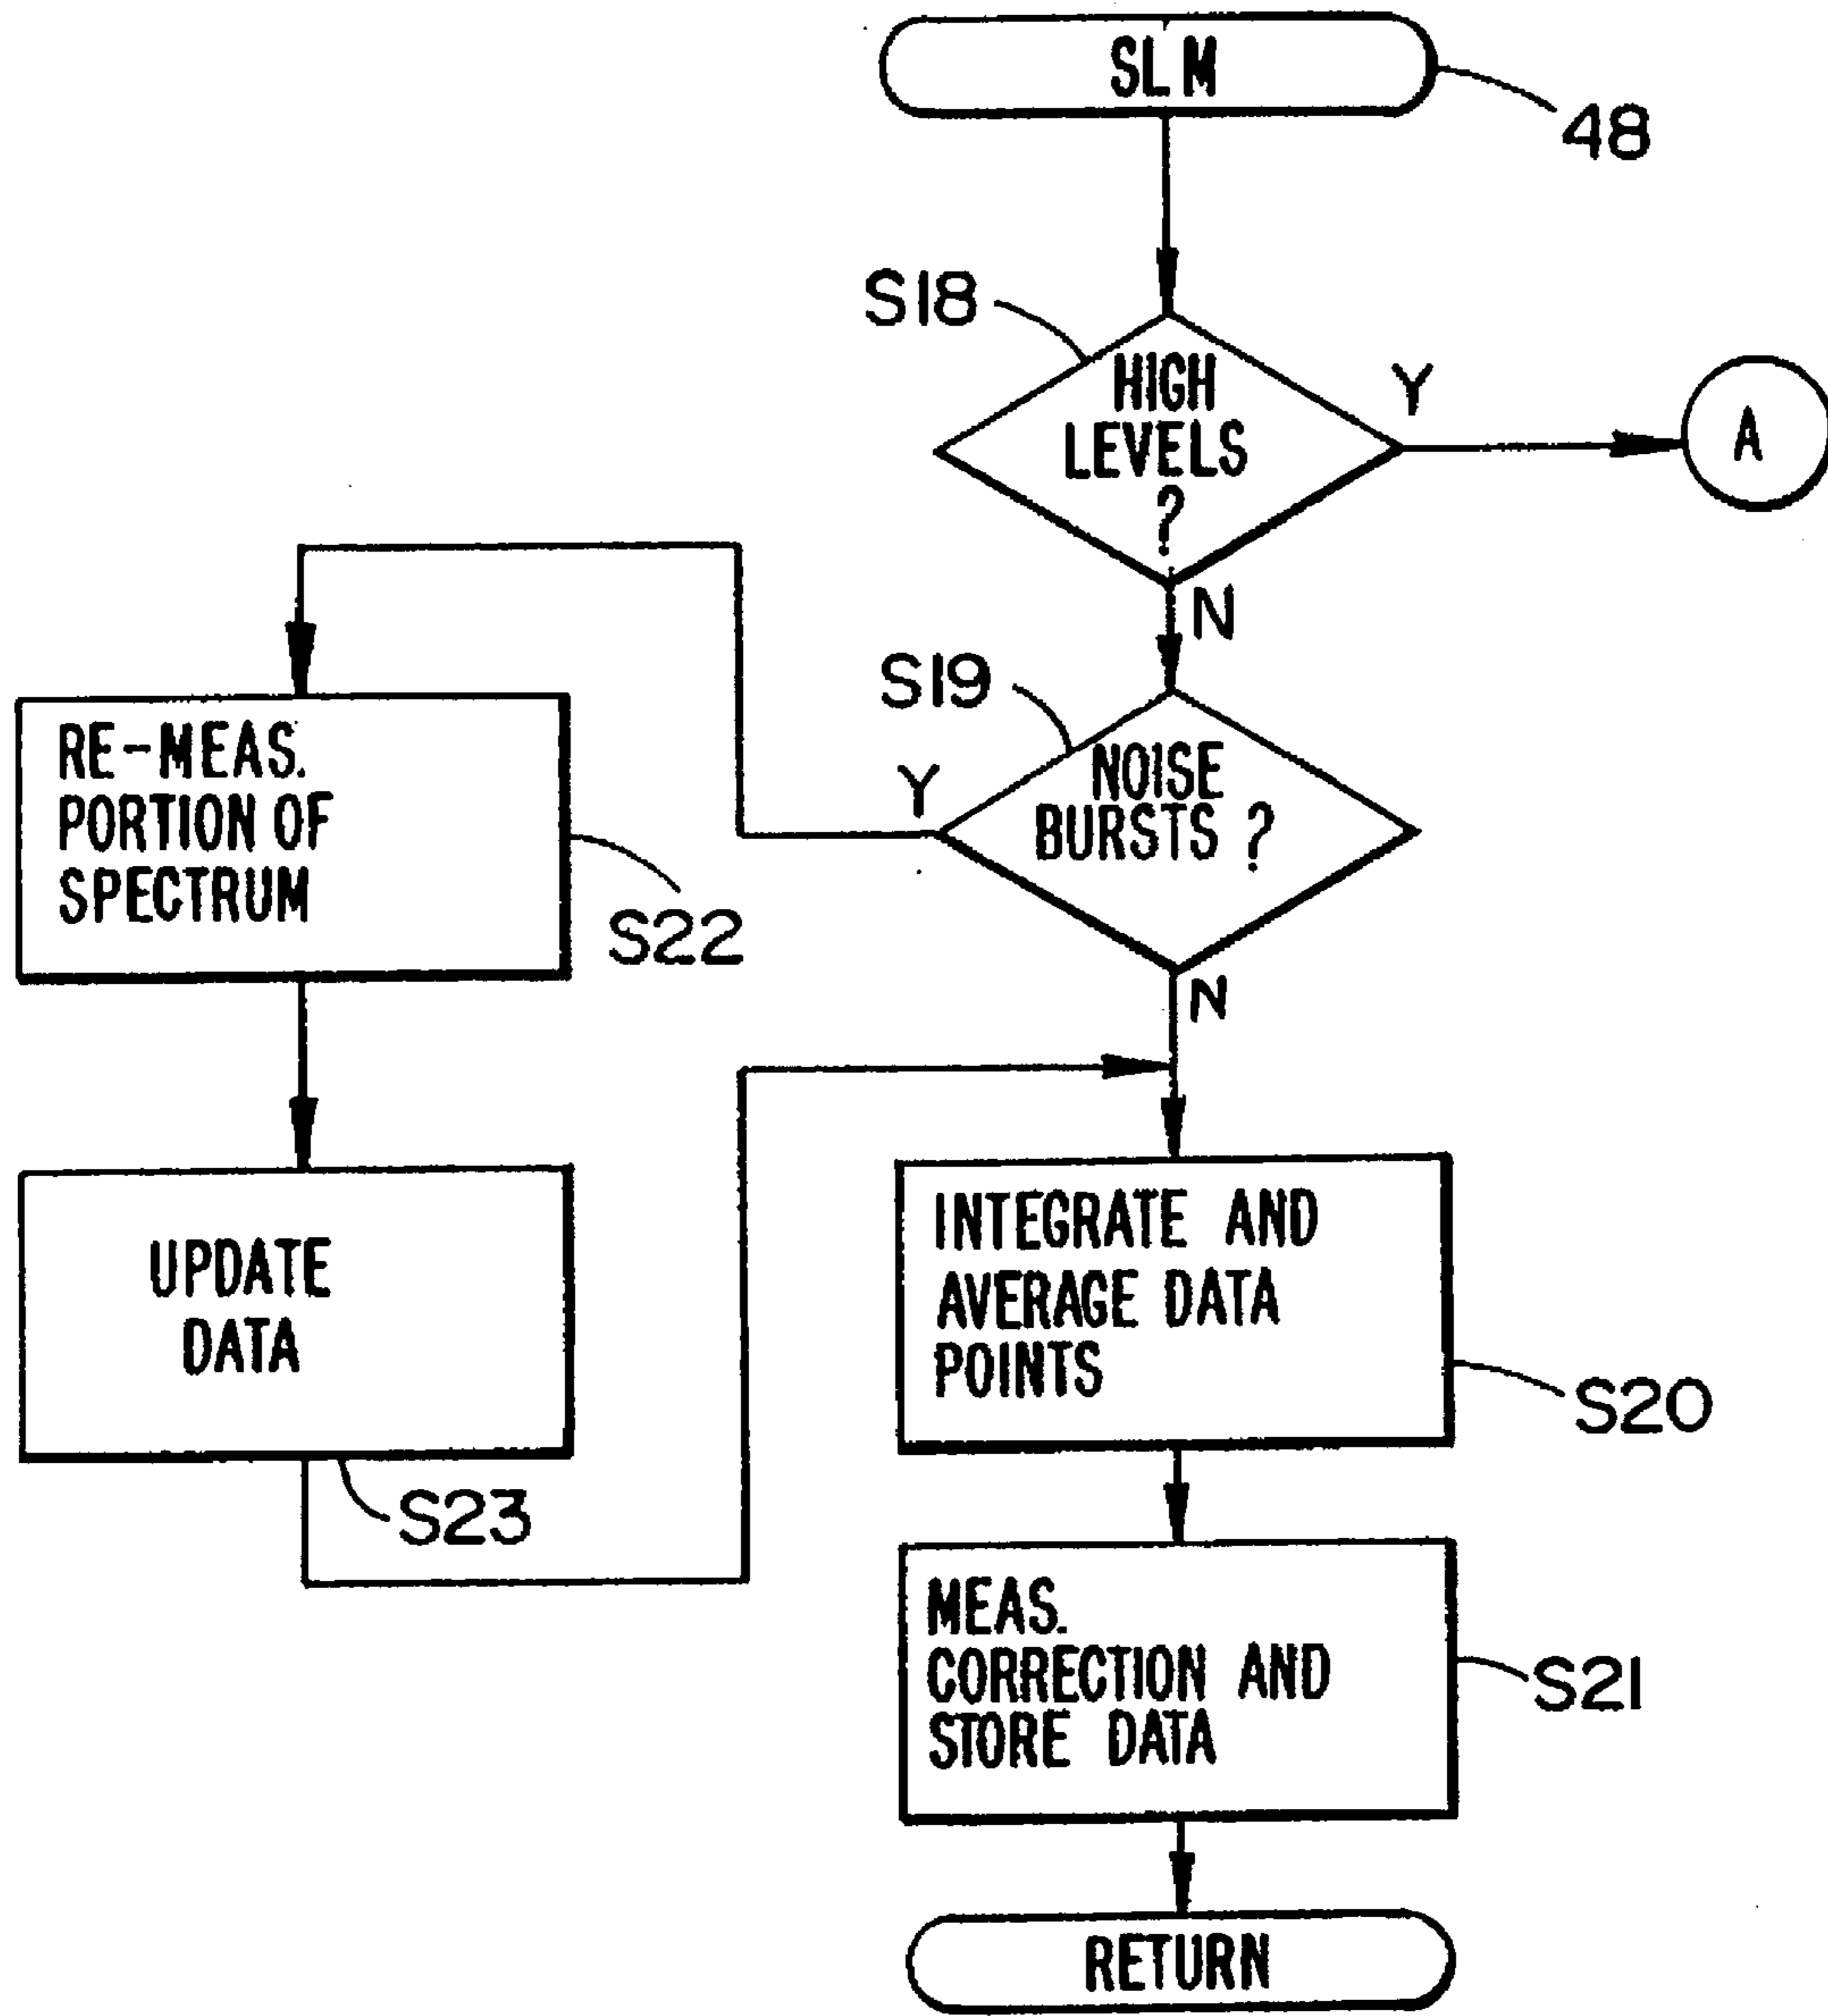 SLM
48
S18
HIGH
LEVELS
?
Y
A
N
S19
NOISE
BURSTS ?
Y
N
RE-MEAS.
PORTION OF
SPECTRUM
S22
UPDATE
DATA
S23
INTEGRATE AND
AVERAGE DATA
POINTS
S20
MEAS.
CORRECTION AND
STORE DATA
S21
RETURN